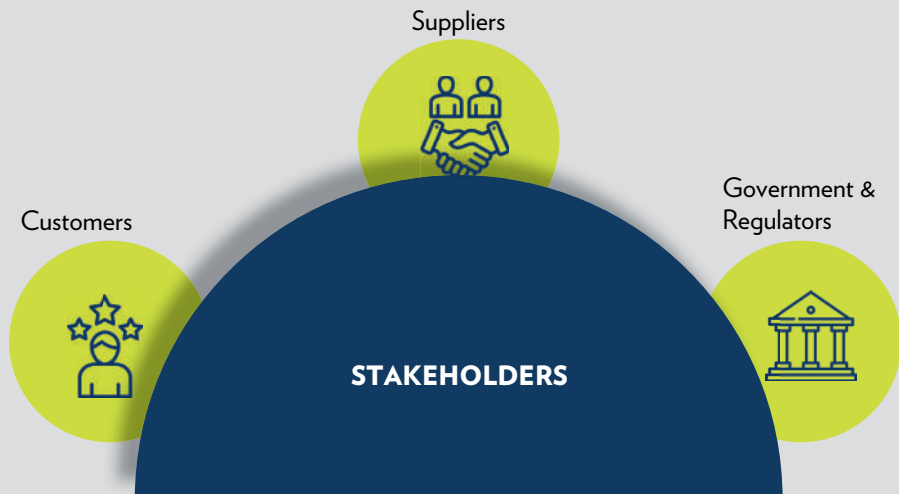 Suppliers
Customers
Government &
Regulators
STAKEHOLDERS